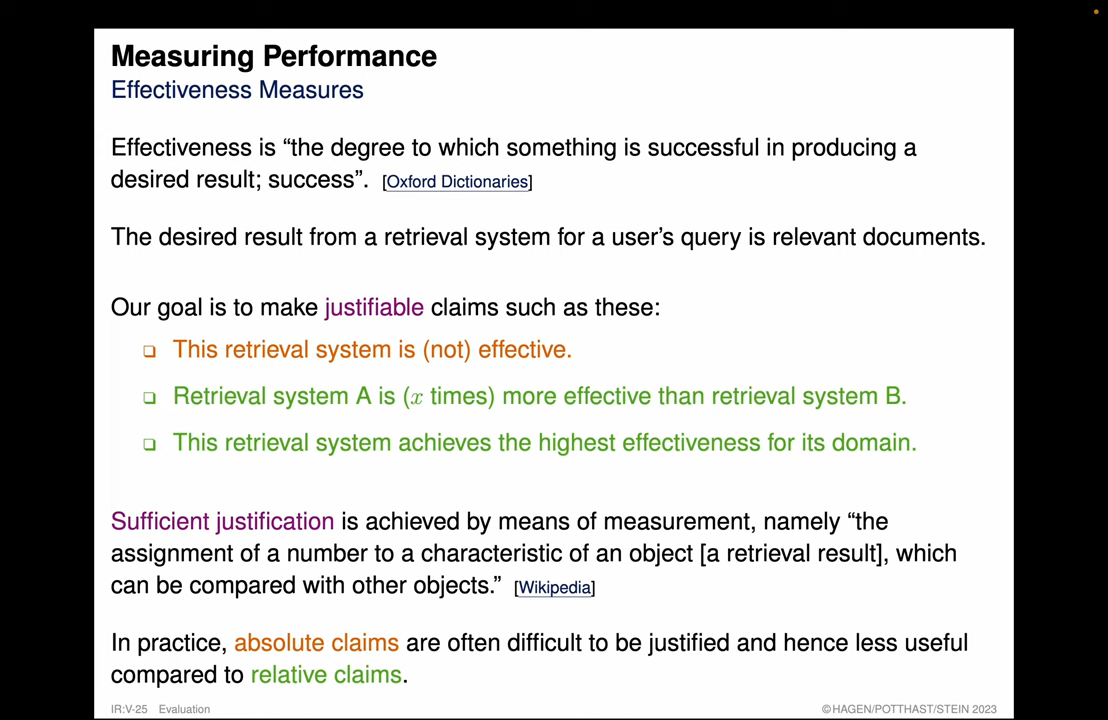 Measuring Performance
Effectiveness Measures
Effectiveness is “the degree to which something is successful in producing a
desired result; success”. [Oxford Dictionaries]
The desired result from a retrieval system for a user’s query is relevant documents.
Our goal is to make justifiable claims such as these:
❑ This retrieval system is (not) effective.
❑ Retrieval system A is (x times) more effective than retrieval system B.
❑ This retrieval system achieves the highest effectiveness for its domain.
Sufficient justification is achieved by means of measurement, namely “the
assignment of a number to a characteristic of an object [a retrieval result], which
can be compared with other objects.” [Wikipedia]
In practice, absolute claims are often difficult to be justified and hence less useful
compared to relative claims.
IR:V-25 Evaluation ©HAGEN/POTTHAST/STEIN 2023